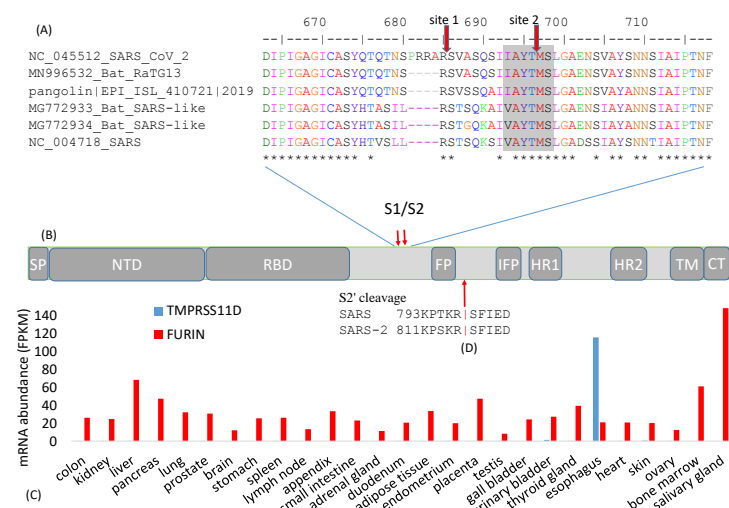 (A)
site 1 site 2
670 680 690 700 710
NC_045512_SARS_CoV_2 DIPIGAGICASYQTQTNSPRRARSVASQSIIAYTMSLGAENSVAYSNNSIAIPTNF
MN996532_Bat_RaTG13 DIPIGAGICASYQTQTNS----RSVASQSIIAYTMSLGAENSVAYSNNSIAIPTNF
pangolin|EPI_ISL_410721|2019 DIPIGAGICASYQTQTNS----RSVSSQSIIAYTMSLGAENSVAYSNNSIAIPTNF
MG772933_Bat_SARS-like DIPIGAGICASYHTASIL----RSTSQKAIVAYTMSLGAENSIAYANNSIAIPTNF
MG772934_Bat_SARS-like DIPIGAGICASYHTASIL----RSTGQKAIVAYTMSLGAENSIAYANNSIAIPTNF
NC_004718_SARS DIPIGAGICASYHTVSLL----RSTSQKSIVAYTMSLGADSSIAYSNNTIAIPTNF
S1/S2
(B)
SP NTD RBD FP IFP HR1 HR2 TM CT
S2' cleavage
SARS 793KPTKR|SFIED
SARS-2 811KPSKR|SFIED
(D)
TMPRSS11D
FURIN
mRNA abundance (FPKM)
140
120
100
80
60
40
20
0
colon kidney liver pancreas lung prostate brain stomach spleen lymph node appendix small intestine adrenal gland duodenum adipose tissue endometrium placenta testis gall bladder urinary bladder thyroid gland esophagus heart skin ovary bone marrow salivary gland
(C)